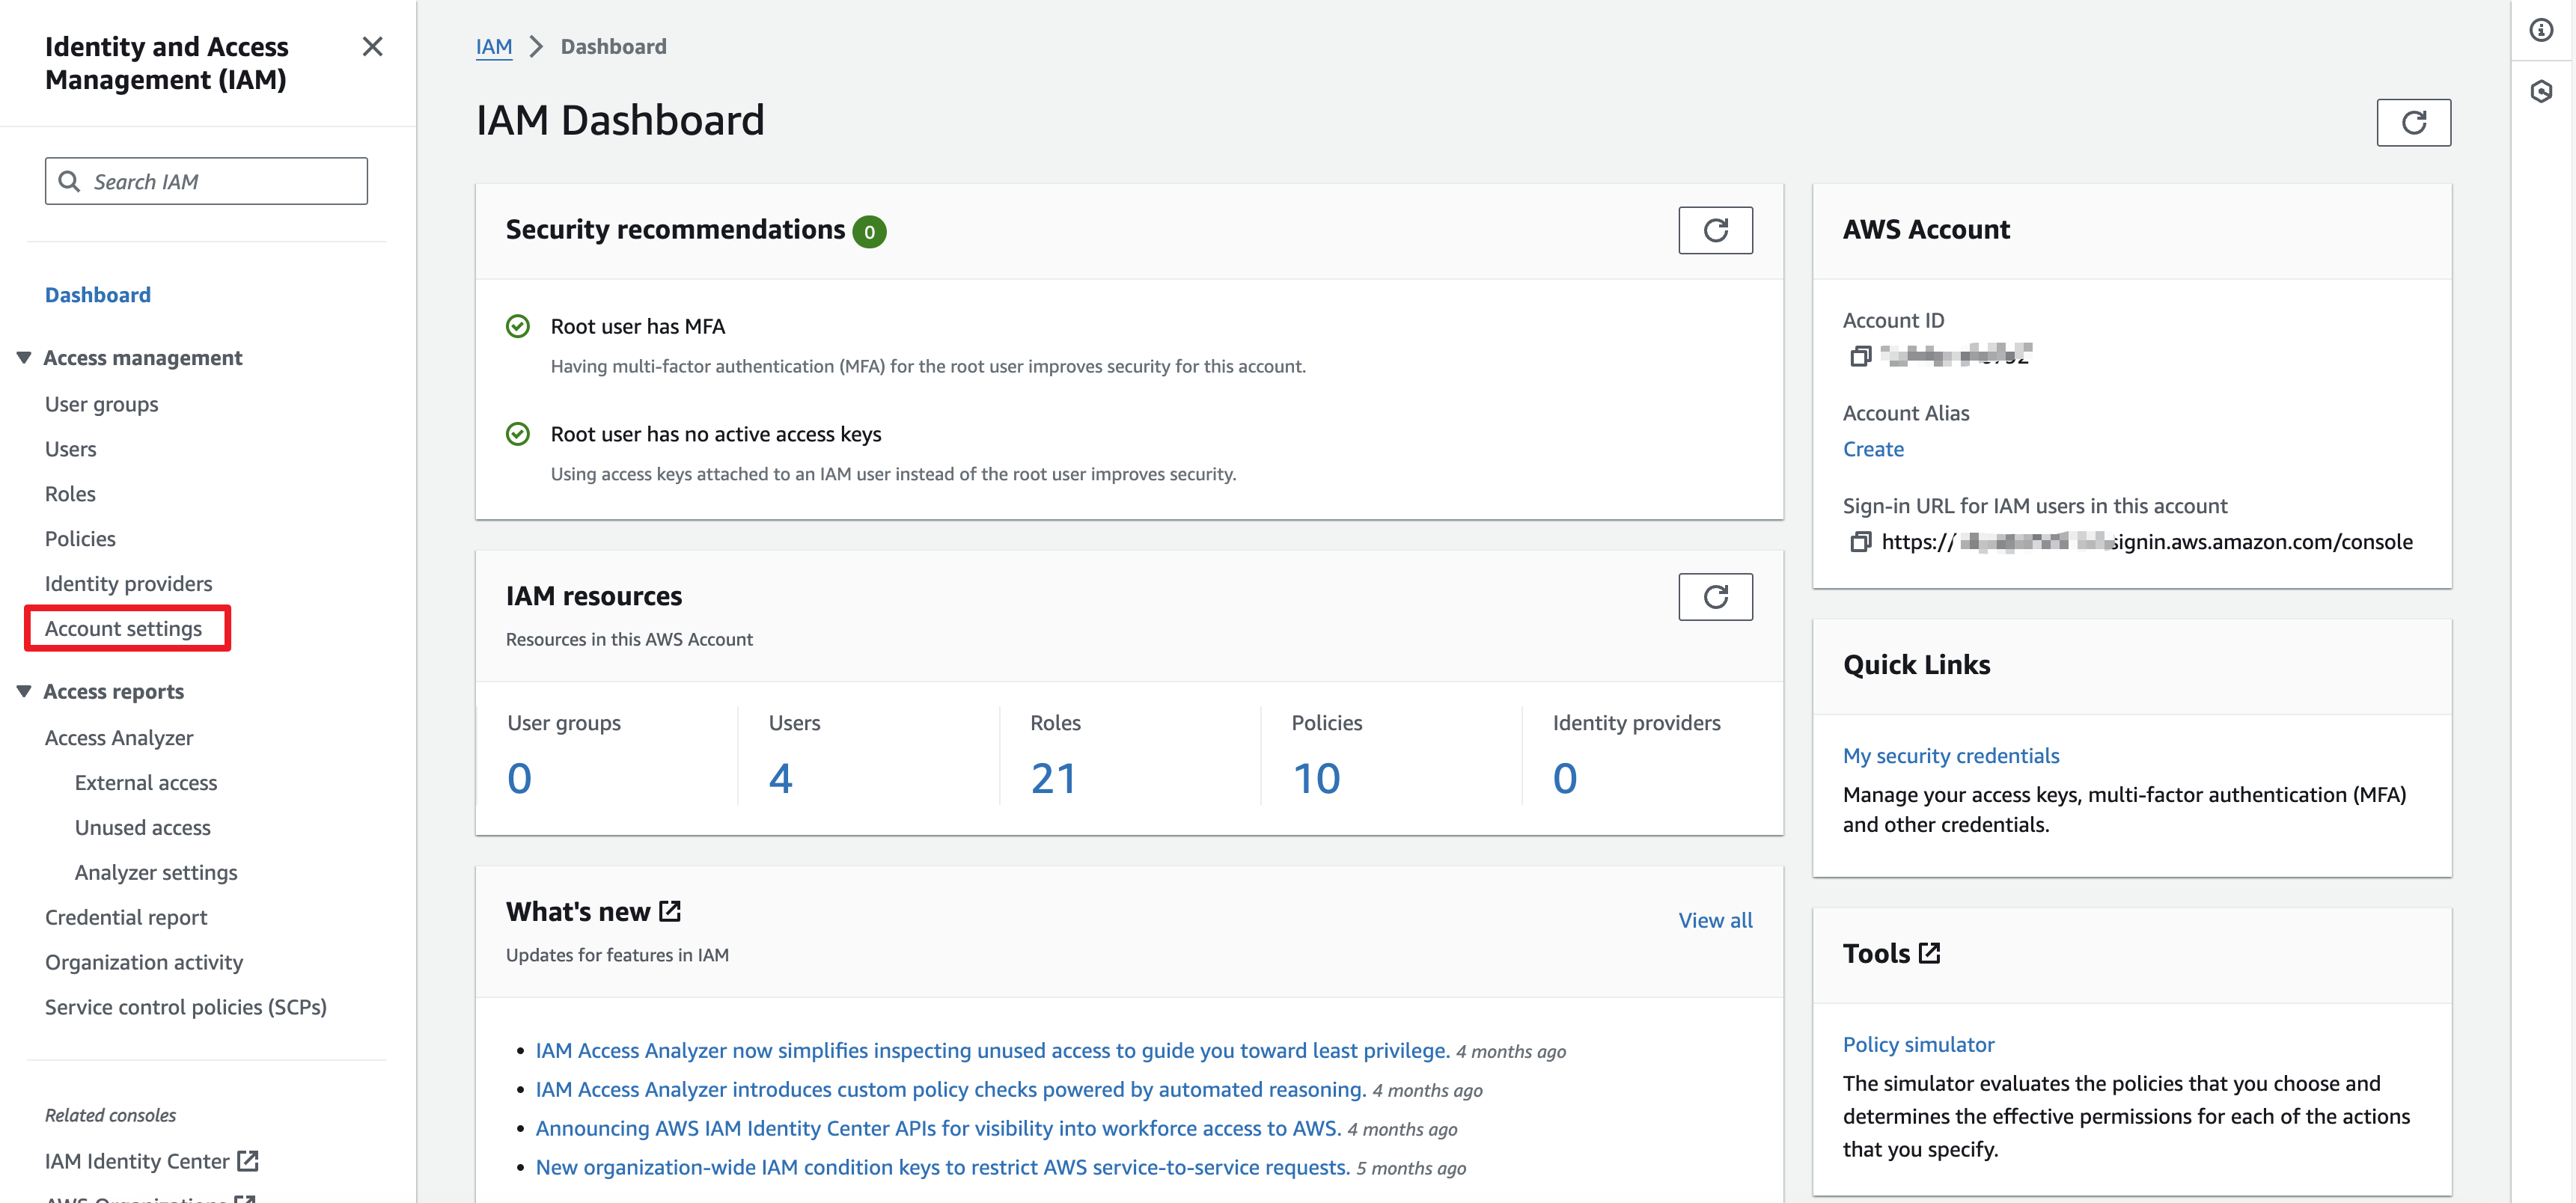 Identity and Access
Management (IAM)
Search IAM
Dashboard
Access management
User groups
Users
Roles
Policies
Identity providers
Account settings
Access reports
Access Analyzer
External access
Unused access
Analyzer settings
Credential report
Organization activity
Service control policies (SCPs)
Related consoles
IAM Identity Center
AWS Organizations
IAM > Dashboard
IAM Dashboard
Security recommendations 0
Root user has MFA
Having multi-factor authentication (MFA) for the root user improves security for this account.
Root user has no active access keys
Using access keys attached to an IAM user instead of the root user improves security.
IAM resources
Resources in this AWS Account
User groups
0
Users
4
Roles
21
Policies
10
Identity providers
0
What's new
View all
Updates for features in IAM
• IAM Access Analyzer now simplifies inspecting unused access to guide you toward least privilege. 4 months ago
• IAM Access Analyzer introduces custom policy checks powered by automated reasoning. 4 months ago
• Announcing AWS IAM Identity Center APIs for visibility into workforce access to AWS. 4 months ago
• New organization-wide IAM condition keys to restrict AWS service-to-service requests. 5 months ago
AWS Account
Account ID
Account Alias
Create
Sign-in URL for IAM users in this account
https:// signin.aws.amazon.com/console
Quick Links
My security credentials
Manage your access keys, multi-factor authentication (MFA)
and other credentials.
Tools
Policy simulator
The simulator evaluates the policies that you choose and
determines the effective permissions for each of the actions
that you specify.